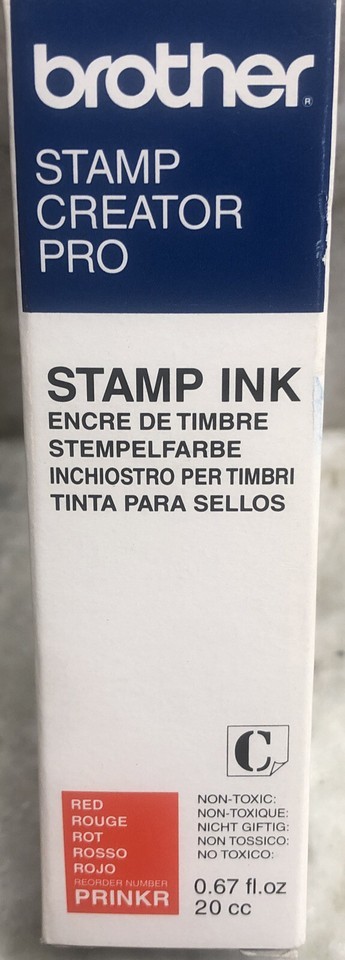 brother®
STAMP
CREATOR
PRO
STAMP INK
ENCRE DE TIMBRE
STEMPELFARBE
INCHIOSTRO PER TIMBRI
TINTA PARA SELLOS
C
RED
ROUGE
ROT
ROSSO
ROJO
REORDER NUMBER
PRINKR
NON-TOXIC:
NON-TOXIQUE:
NICHT GIFTIG:
NON TOSSICO:
NO TOXICO:
0.67 fl.oz
20 cc